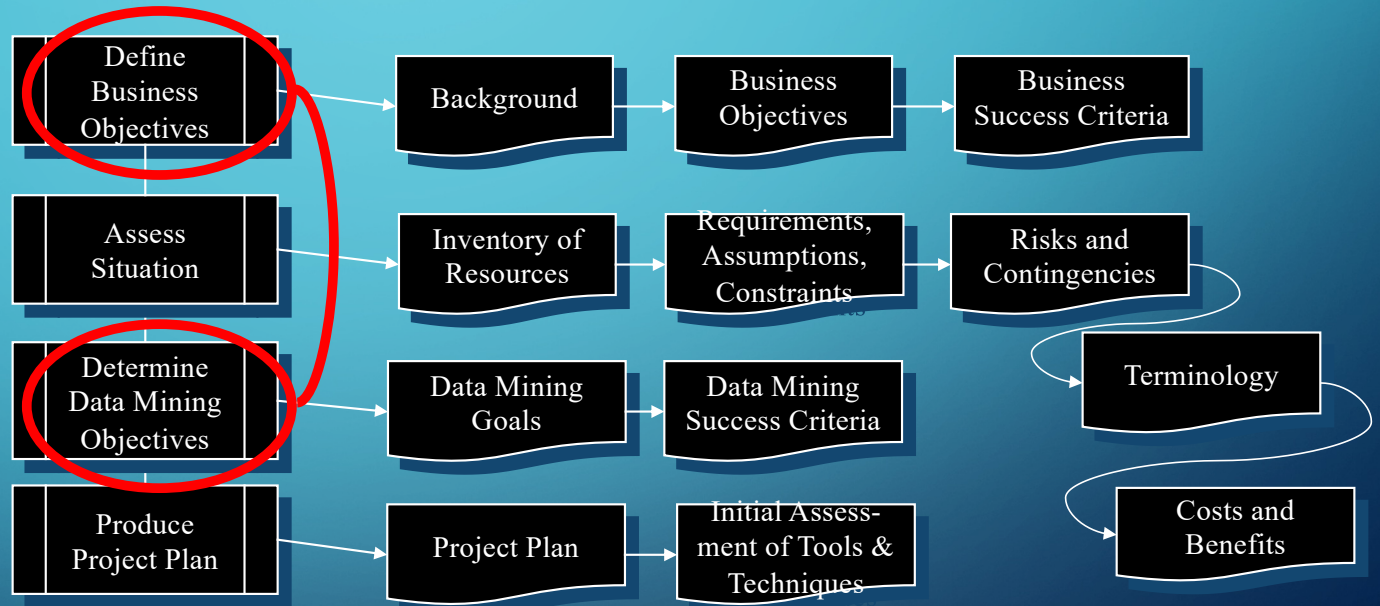 Define
Business
Objectives
Background
Business
Objectives
Business
Success Criteria
Assess
Situation
Inventory of
Resources
Requirements,
Assumptions,
Constraints
Risks and
Contingencies
Terminology
Costs and
Benefits
Determine
Data Mining
Objectives
Data Mining
Goals
Data Mining
Success Criteria
Produce
Project Plan
Project Plan
Initial Assess-
ment of Tools &
Techniques